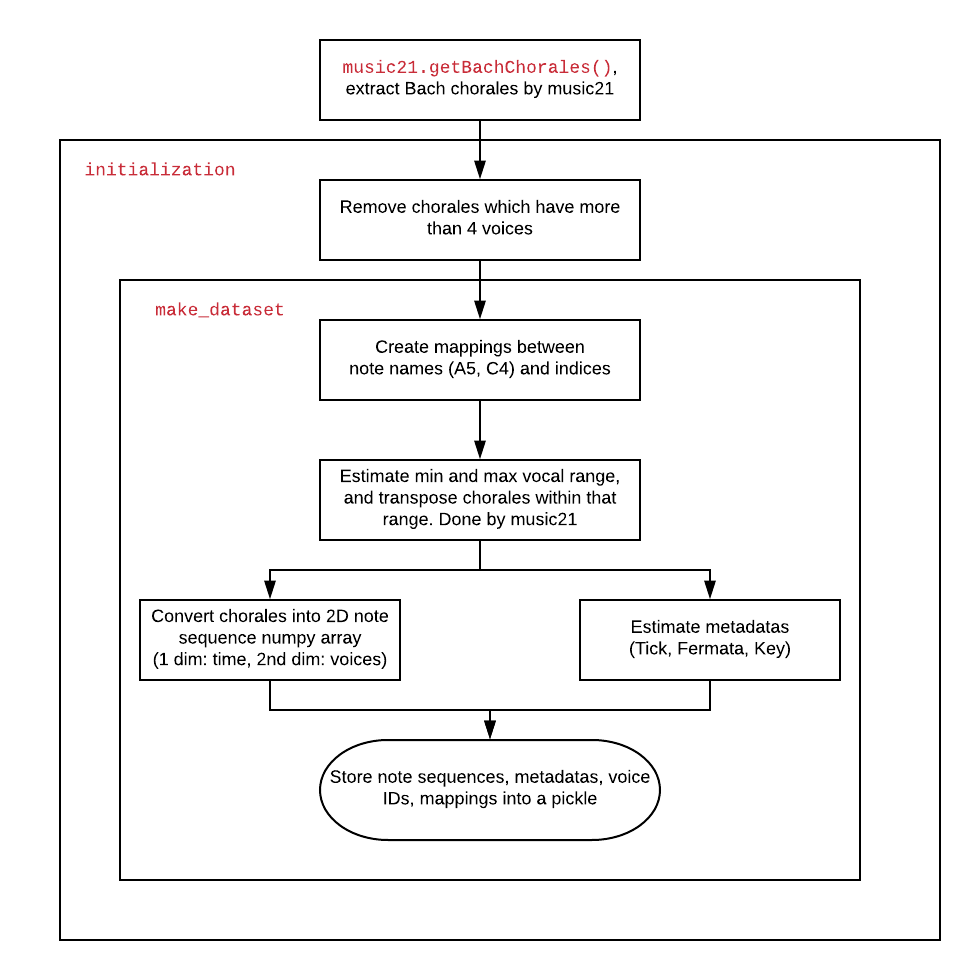 music21.getBachChorales(),
extract Bach chorales by music21
initialization
Remove chorales which have more
than 4 voices
make_dataset
Create mappings between
note names (A5, C4) and indices
Estimate min and max vocal range,
and transpose chorales within that
range. Done by music21
Convert chorales into 2D note
sequence numpy array
(1 dim: time, 2nd dim: voices)
Estimate metadatas
(Tick, Fermata, Key)
Store note sequences, metadatas, voice
IDs, mappings into a pickle